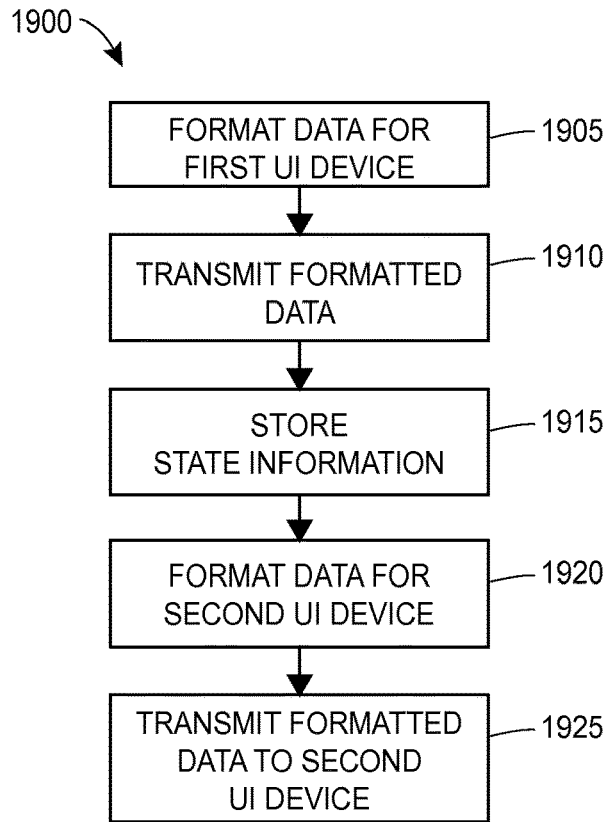 1900
FORMAT DATA FOR
FIRST UI DEVICE
1905
TRANSMIT FORMATTED
DATA
1910
STORE
STATE INFORMATION
1915
FORMAT DATA FOR
SECOND UI DEVICE
1920
TRANSMIT FORMATTED
DATA TO SECOND
UI DEVICE
1925